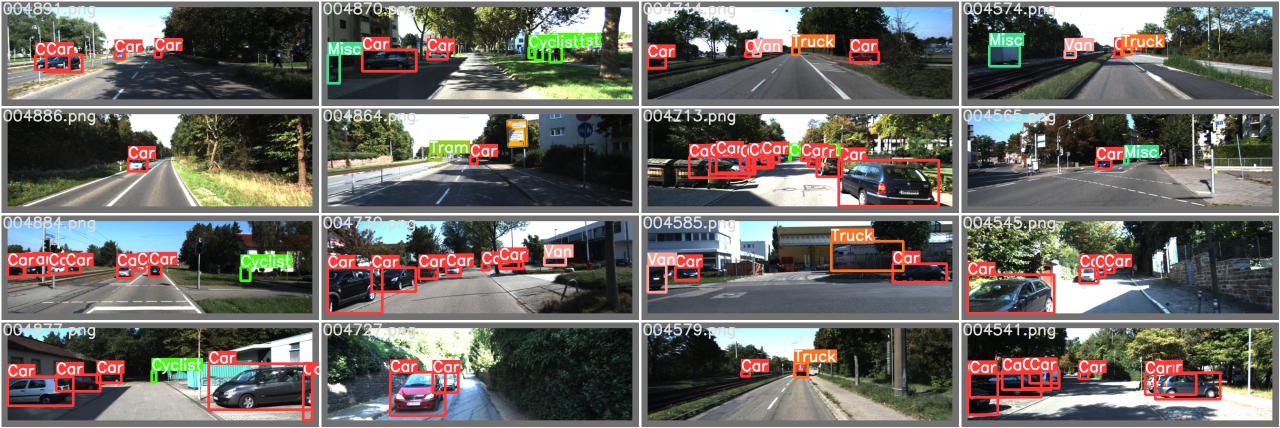 004891.png
Car
Car
Car
004870.png
Misc
Car
Car
Cyclist
004714.png
Car
Van
Truck
Car
004574.png
Misc
Van
Truck
004886.png
Car
004864.png
Tram
Car
004713.png
Car
Car
Car
004565.png
Car
Misc
004884.png
Car
Car
Car
Cyclist
004730.png
Car
Car
Car
Car
Car
Van
004585.png
Van
Car
Truck
Car
004545.png
Car
Car
004877.png
Car
Car
Car
Cyclist
Car
004727.png
Car
Car
004579.png
Car
Truck
004541.png
Car
Car
Car
Car